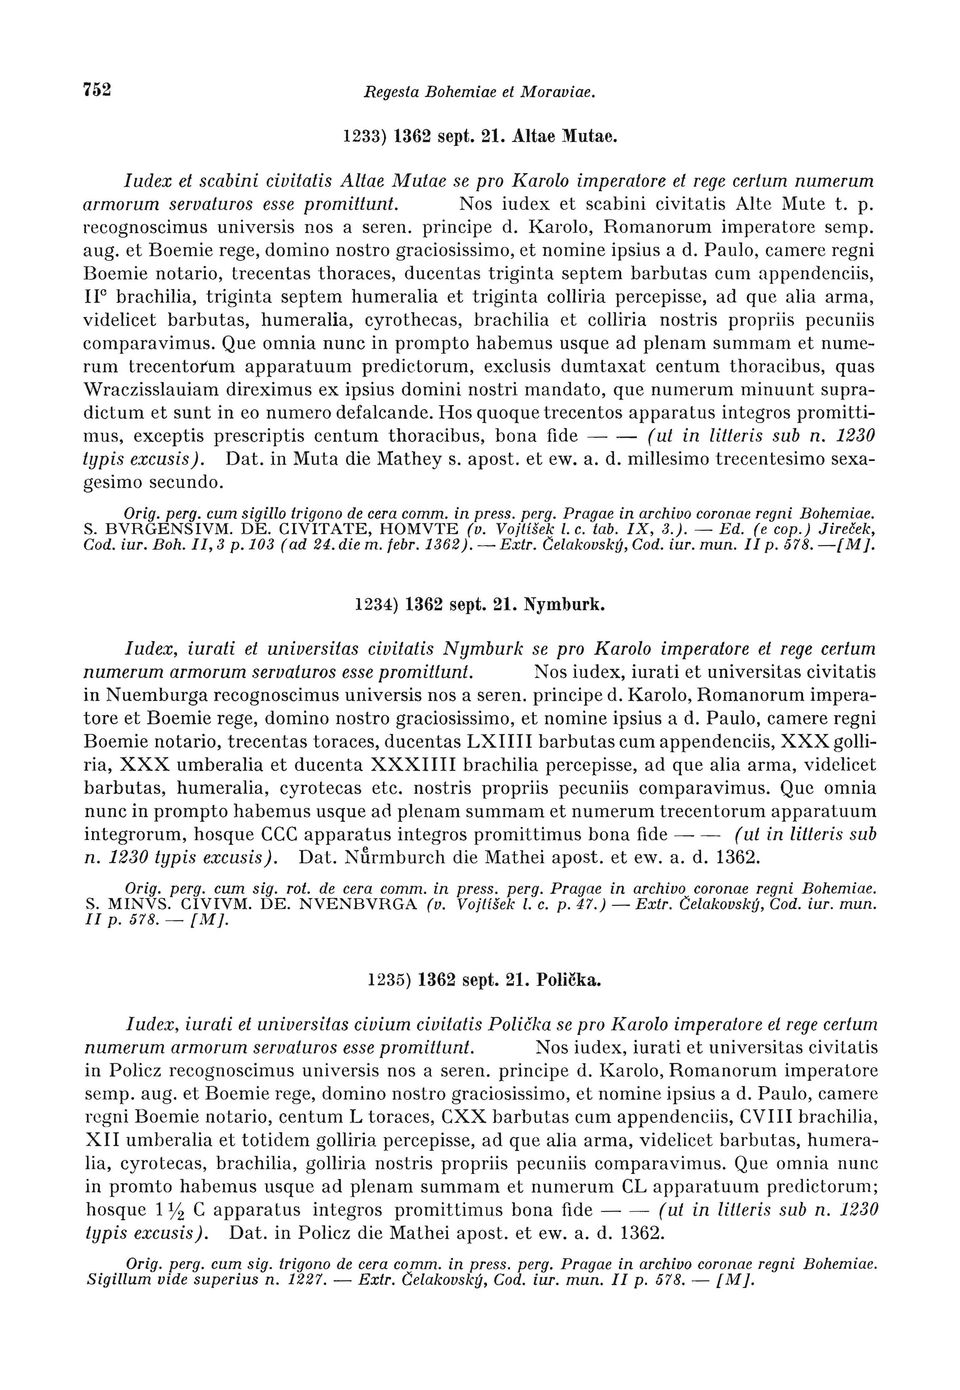 752
Regesta Bohemiae et Moraviae.
1233) 1362 sept. 21. Altae Mutae.
Iudex et scabini civitatis Altae Mutae se pro Karolo imperatore et rege certum numerum
armorum servaturos esse promittunt. Nos iudex et scabini civitatis Alte Mute t. p.
recognoscimus universis nos a seren. principe d. Karolo, Romanorum imperatore semp.
aug. et Boemie rege, domino nostro graciosissimo, et nomine ipsius a d. Paulo, camere regni
Boemie notario, trecentas thoraces, ducentas triginta septem barbutas cum appendenciis,
IIᶜ brachilia, triginta septem humeralia et triginta colliria percepisse, ad que alia arma,
videlicet barbutas, humeralia, cyrothecas, brachilia et colliria nostris propriis pecuniis
comparavimus. Que omnia nunc in prompto habemus usque ad plenam summam et nume-
rum trecentorum apparatuum predictorum, exclusis dumtaxat centum thoracibus, quas
Wraczisslauiam direximus ex ipsius domini nostri mandato, que numerum minuunt supra-
dictum et sunt in eo numero defalcande. Hos quoque trecentos apparatus integros promitti-
mus, exceptis prescriptis centum thoracibus, bona fide — — (ut in litteris sub n. 1230
typis excusis). Dat. in Muta die Mathey s. apost. et ew. a. d. millesimo trecentesimo sexa-
gesimo secundo.
Orig. perg. cum sigillo trigono de cera comm. in press. perg. Pragae in archivo coronae regni Bohemiae.
S. BVRGENSIVM. DE. CIVITATE, HOMVTE (v. Vojtíšek l. c. tab. IX, 3.). — Ed. (e cop.) Jireček,
Cod. iur. Boh. II, 3 p. 103 (ad 24. die m. febr. 1362). — Extr. Čelakovský, Cod. iur. mun. II p. 578. —[M].
1234) 1362 sept. 21. Nymburk.
Iudex, iurati et universitas civitatis Nymburk se pro Karolo imperatore et rege certum
numerum armorum servaturos esse promittunt. Nos iudex, iurati et universitas civitatis
in Nuemburga recognoscimus universis nos a seren. principe d. Karolo, Romanorum impera-
tore et Boemie rege, domino nostro graciosissimo, et nomine ipsius a d. Paulo, camere regni
Boemie notario, trecentas toraces, ducentas LXIIII barbutas cum appendenciis, XXX golli-
ria, XXX umberalia et ducenta XXXIIII brachilia percepisse, ad que alia arma, videlicet
barbutas, humeralia, cyrotecas etc. nostris propriis pecuniis comparavimus. Que omnia
nunc in prompto habemus usque ad plenam summam et numerum trecentorum apparatuum
integrorum, hosque CCC apparatus integros promittimus bona fide — — (ut in litteris sub
n. 1230 typis excusis). Dat. Nuͤrmburch die Mathei apost. et ew. a. d. 1362.
Orig. perg. cum sig. rot. de cera comm. in press. perg. Pragae in archivo coronae regni Bohemiae.
S. MINVS. CIVIVM. DE. NVENBVRGA (v. Vojtíšek l. c. p. 47.) — Extr. Čelakovský, Cod. iur. mun.
II p. 578. — [M].
1235) 1362 sept. 21. Polička.
Iudex, iurati et universitas civium civitatis Polička se pro Karolo imperatore et rege certum
numerum armorum servaturos esse promittunt. Nos iudex, iurati et universitas civitatis
in Policz recognoscimus universis nos a seren. principe d. Karolo, Romanorum imperatore
semp. aug. et Boemie rege, domino nostro graciosissimo, et nomine ipsius a d. Paulo, camere
regni Boemie notario, centum L toraces, CXX barbutas cum appendenciis, CVIII brachilia,
XII umberalia et totidem golliria percepisse, ad que alia arma, videlicet barbutas, humera-
lia, cyrotecas, brachilia, golliria nostris propriis pecuniis comparavimus. Que omnia nunc
in promto habemus usque ad plenam summam et numerum CL apparatuum predictorum;
hosque 1½ C apparatus integros promittimus bona fide — — (ut in litteris sub n. 1230
typis excusis). Dat. in Policz die Mathei apost. et ew. a. d. 1362.
Orig. perg. cum sig. trigono de cera comm. in press. perg. Pragae in archivo coronae regni Bohemiae.
Sigillum vide superius n. 1227. — Extr. Čelakovský, Cod. iur. mun. II p. 578. — [M].